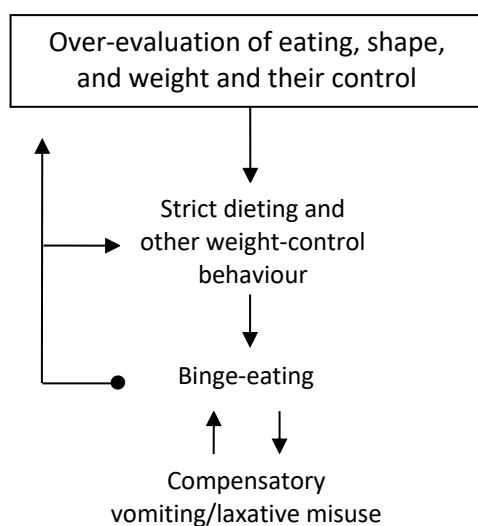 Over-evaluation of eating, shape,
and weight and their control
Strict dieting and
other weight-control
behaviour
Binge-eating
Compensatory
vomiting/laxative misuse